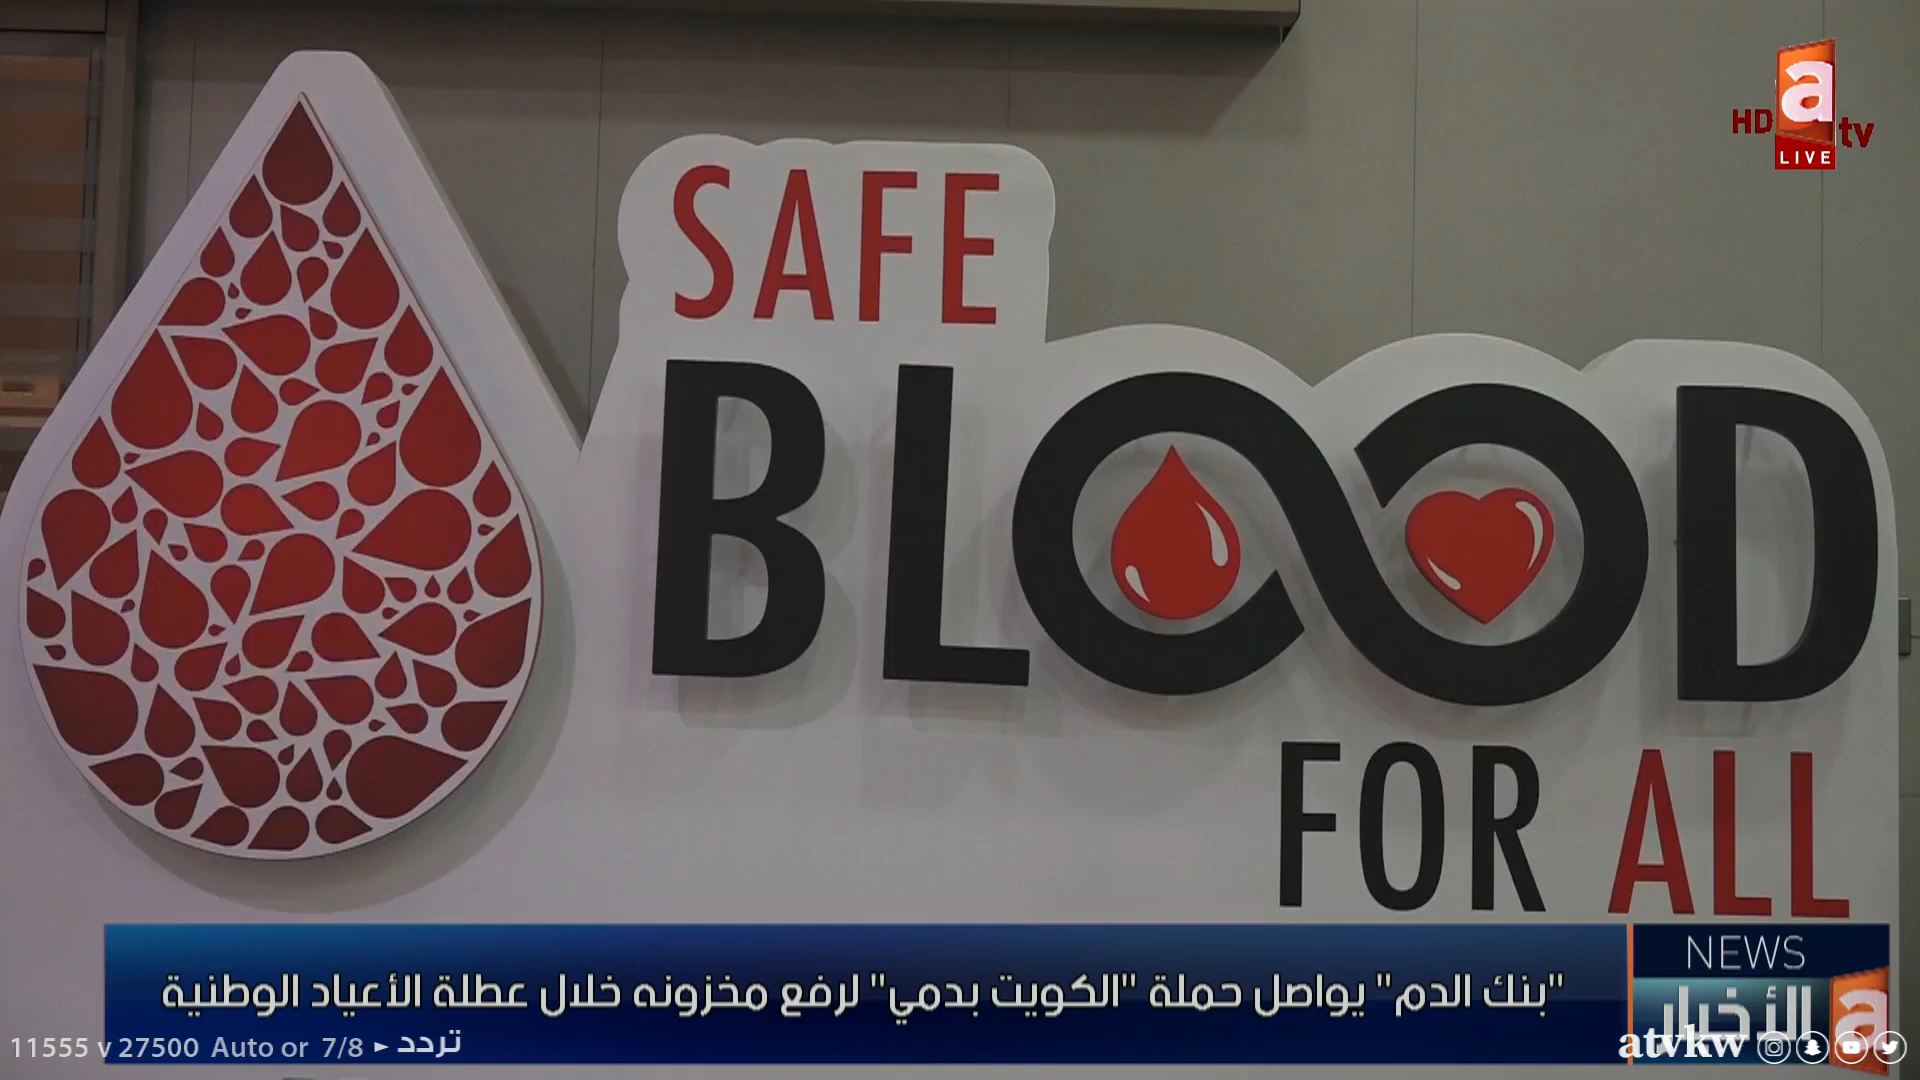 HD a tv
LIVE
SAFE
BLOOD
FOR ALL
NEWS
الأخبار
"بنك الدم" يواصل حملة "الكويت بدمي" لرفع مخزونه خلال عطلة الأعياد الوطنية
11555 v 27500 Auto or 7/8 ► تردد
atvkw